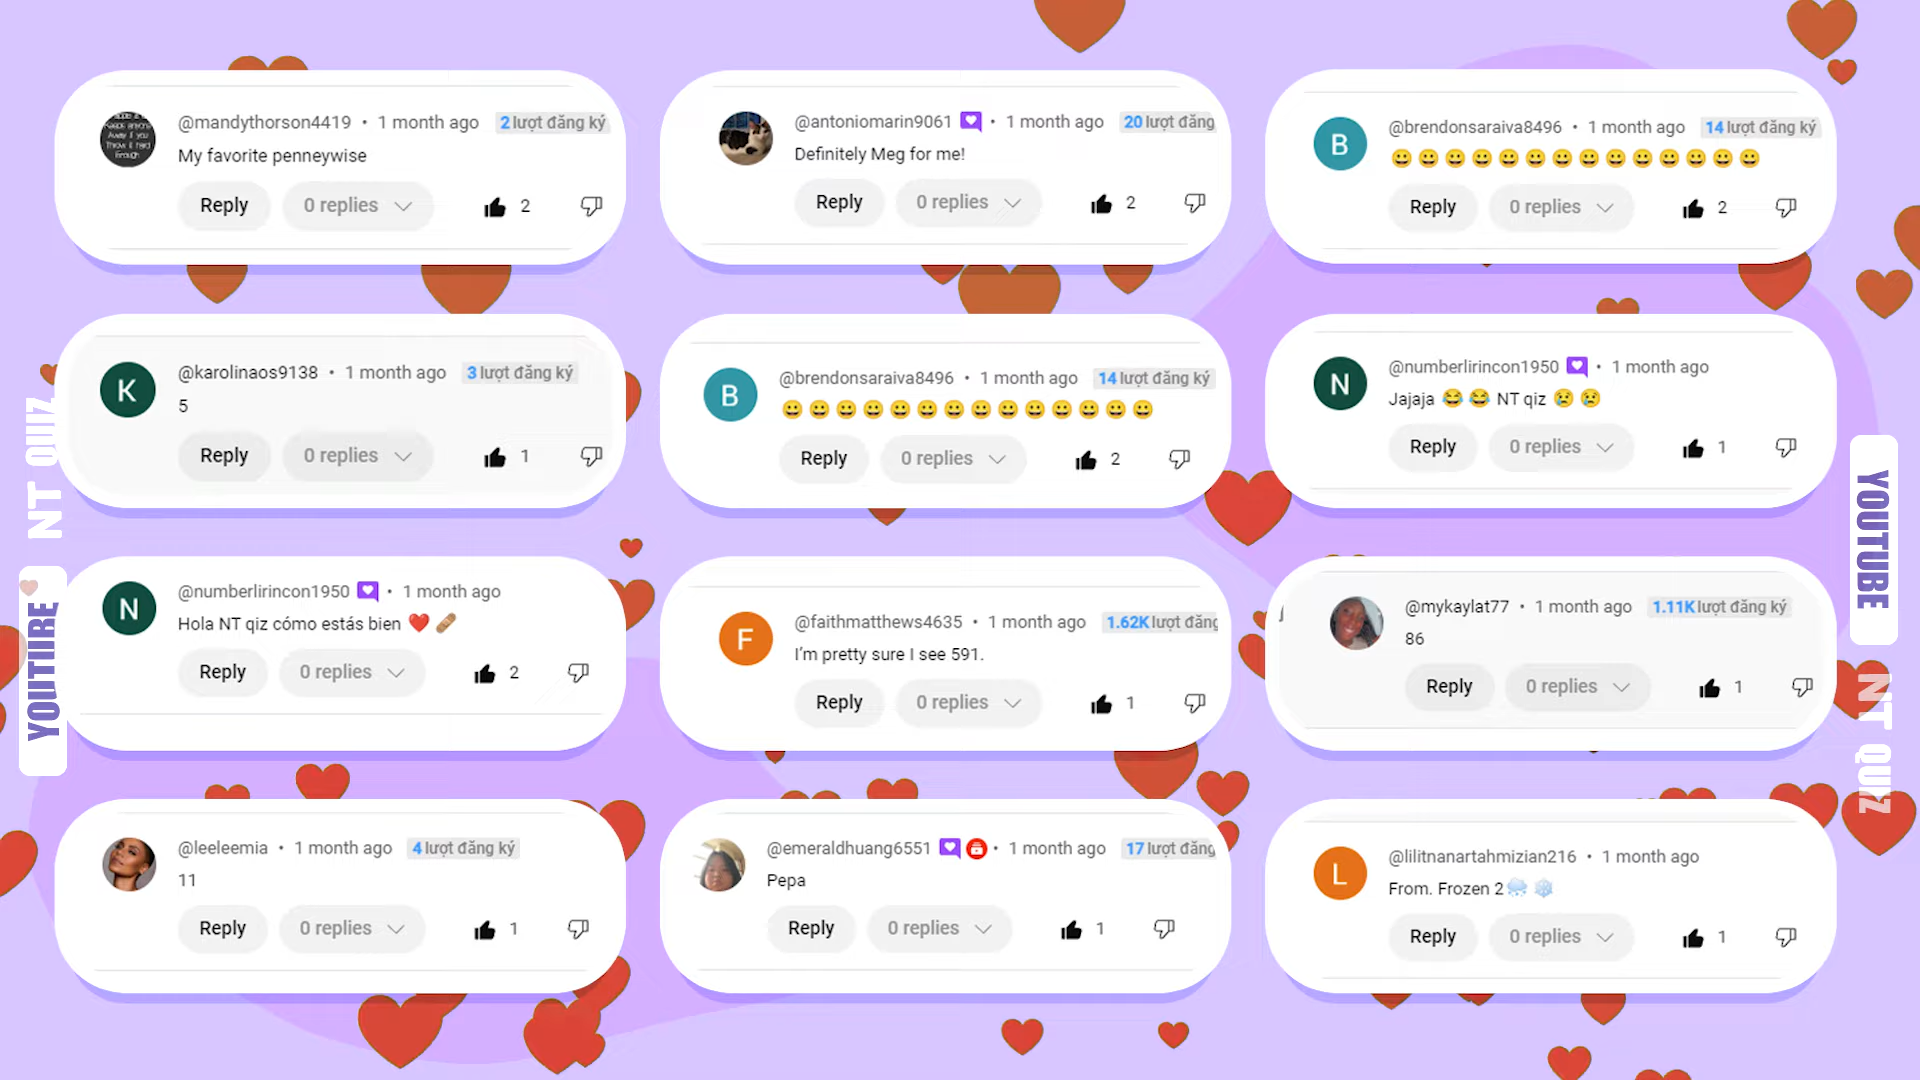 @mandythorson4419 • 1 month ago 2 lượt đăng ký
My favorite penneywise
Reply 0 replies 2
@antoniomarin9061 • 1 month ago 20 lượt đăng
Definitely Meg for me!
Reply 0 replies 2
@brendonsaraiva8496 • 1 month ago 14 lượt đăng ký
😀😀😀😀😀😀😀😀😀😀😀😀😀😀
Reply 0 replies 2
@karolinaos9138 • 1 month ago 3 lượt đăng ký
K
5
Reply 0 replies 1
@brendonsaraiva8496 • 1 month ago 14 lượt đăng ký
B
😀😀😀😀😀😀😀😀😀😀😀😀😀😀
Reply 0 replies 2
@numberlirincon1950 • 1 month ago
N
Jajaja 😂😂 NT qiz 😢😢
Reply 0 replies 1
@numberlirincon1950 • 1 month ago
N
Hola NT qiz cómo estás bien ❤️🩹
Reply 0 replies 2
@faithmatthews4635 • 1 month ago 1.62K lượt đăng
F
I'm pretty sure I see 591.
Reply 0 replies 1
@mykaylat77 • 1 month ago 1.11K lượt đăng ký
86
Reply 0 replies 1
@leeleemia • 1 month ago 4 lượt đăng ký
11
Reply 0 replies 1
@emeraldhuang6551 • 1 month ago 17 lượt đăng
Pepa
Reply 0 replies 1
@lilitnanartahmizian216 • 1 month ago
L
From. Frozen 2🌨️❄️
Reply 0 replies 1
YOUTUBE NT QUIZ
YOUTUBE NT QUIZ